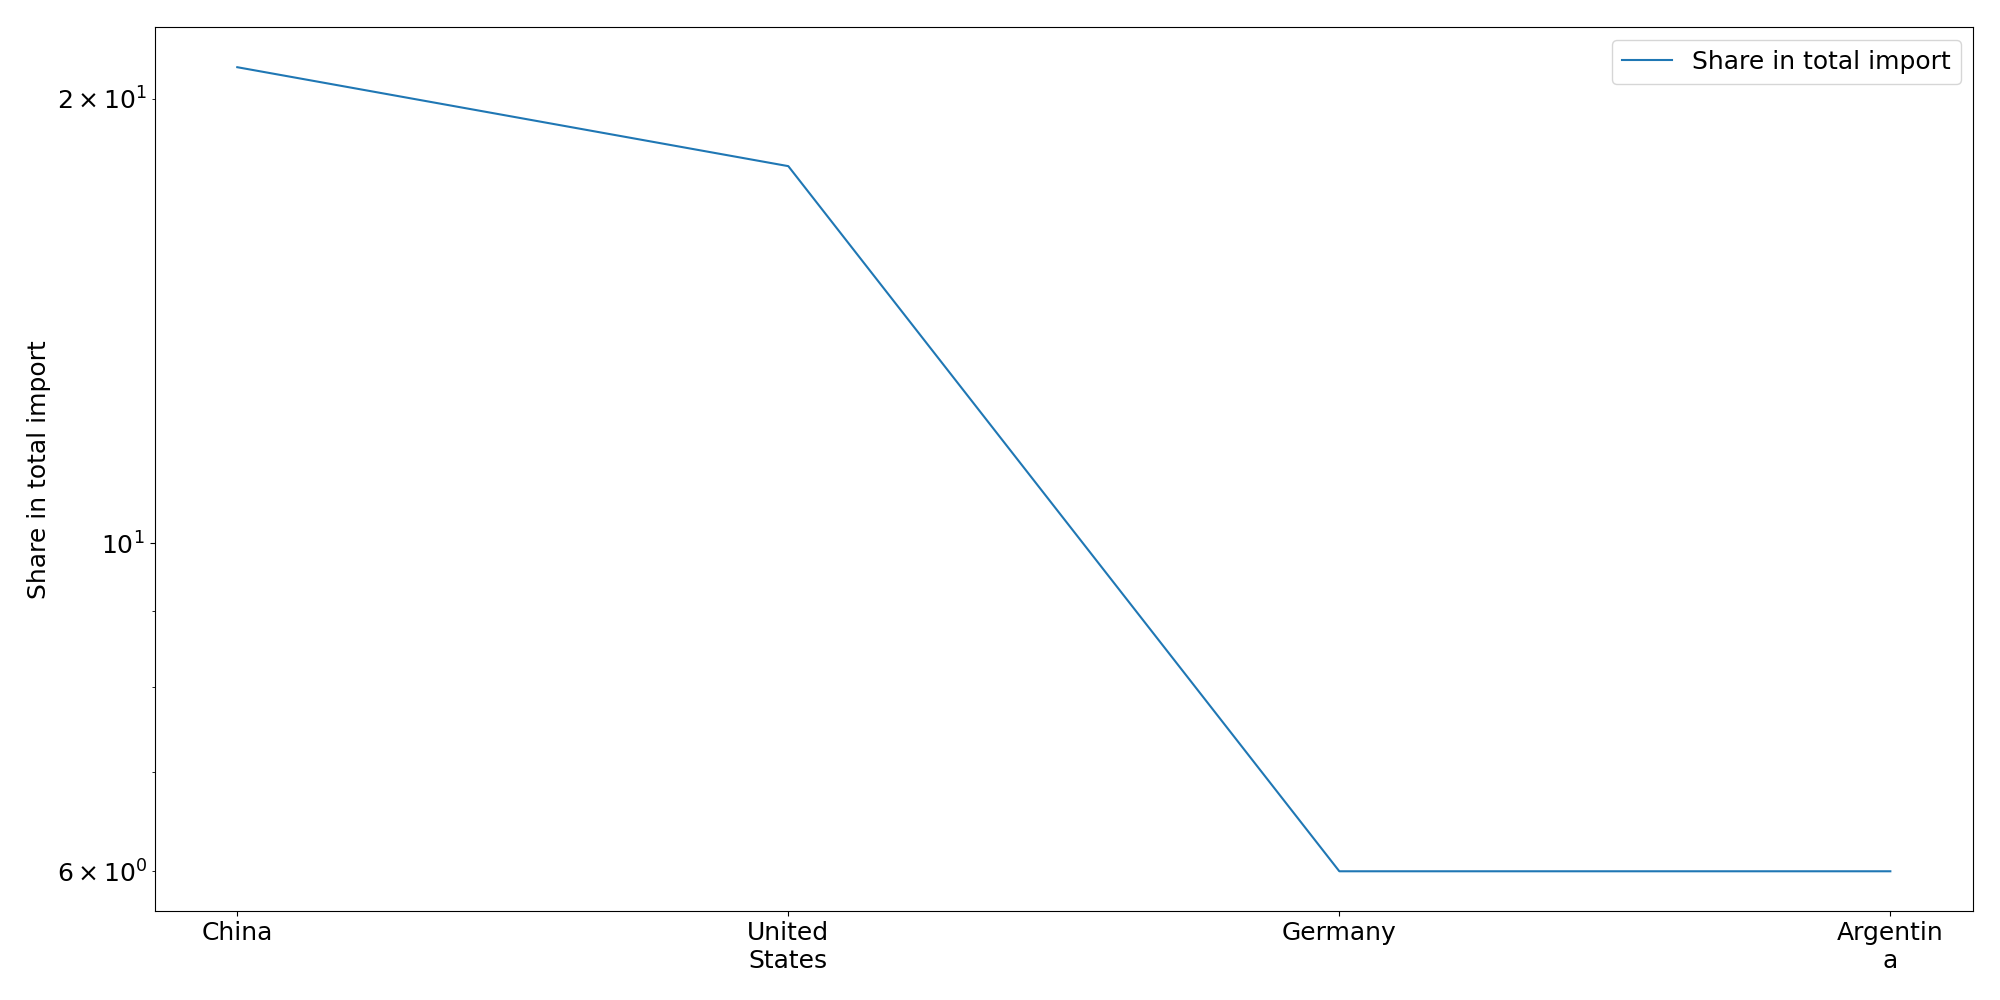 Share in total import
2 × 10¹
10¹
6 × 10⁰
Share in total import
China
United
States
Germany
Argentin
a